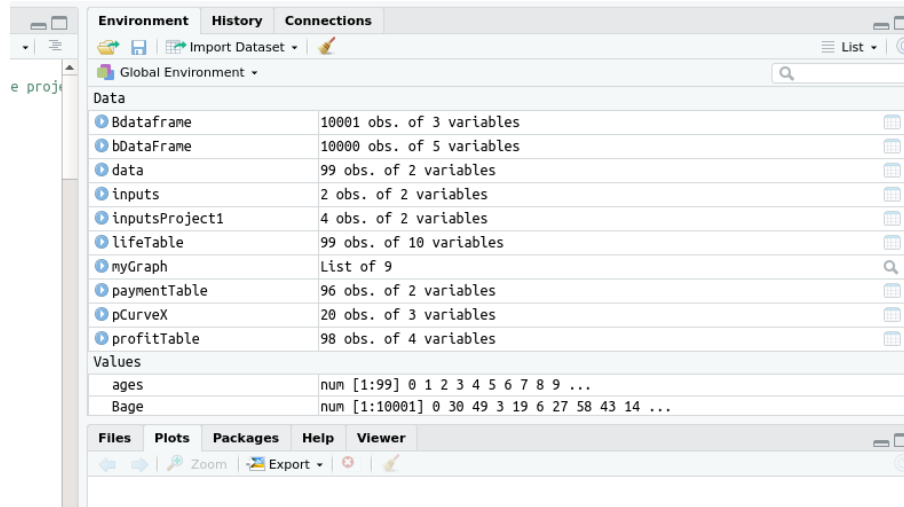 Environment History Connections
Import Dataset List
e proje
Global Environment
Data
Bdataframe 10001 obs. of 3 variables
bDataFrame 10000 obs. of 5 variables
data 99 obs. of 2 variables
inputs 2 obs. of 2 variables
inputsProject1 4 obs. of 2 variables
lifeTable 99 obs. of 10 variables
myGraph List of 9
paymentTable 96 obs. of 2 variables
pCurveX 20 obs. of 3 variables
profitTable 98 obs. of 4 variables
Values
ages num [1:99] 0 1 2 3 4 5 6 7 8 9 ...
Bage num [1:10001] 0 30 49 3 19 6 27 58 43 14 ...
Files Plots Packages Help Viewer
Zoom Export